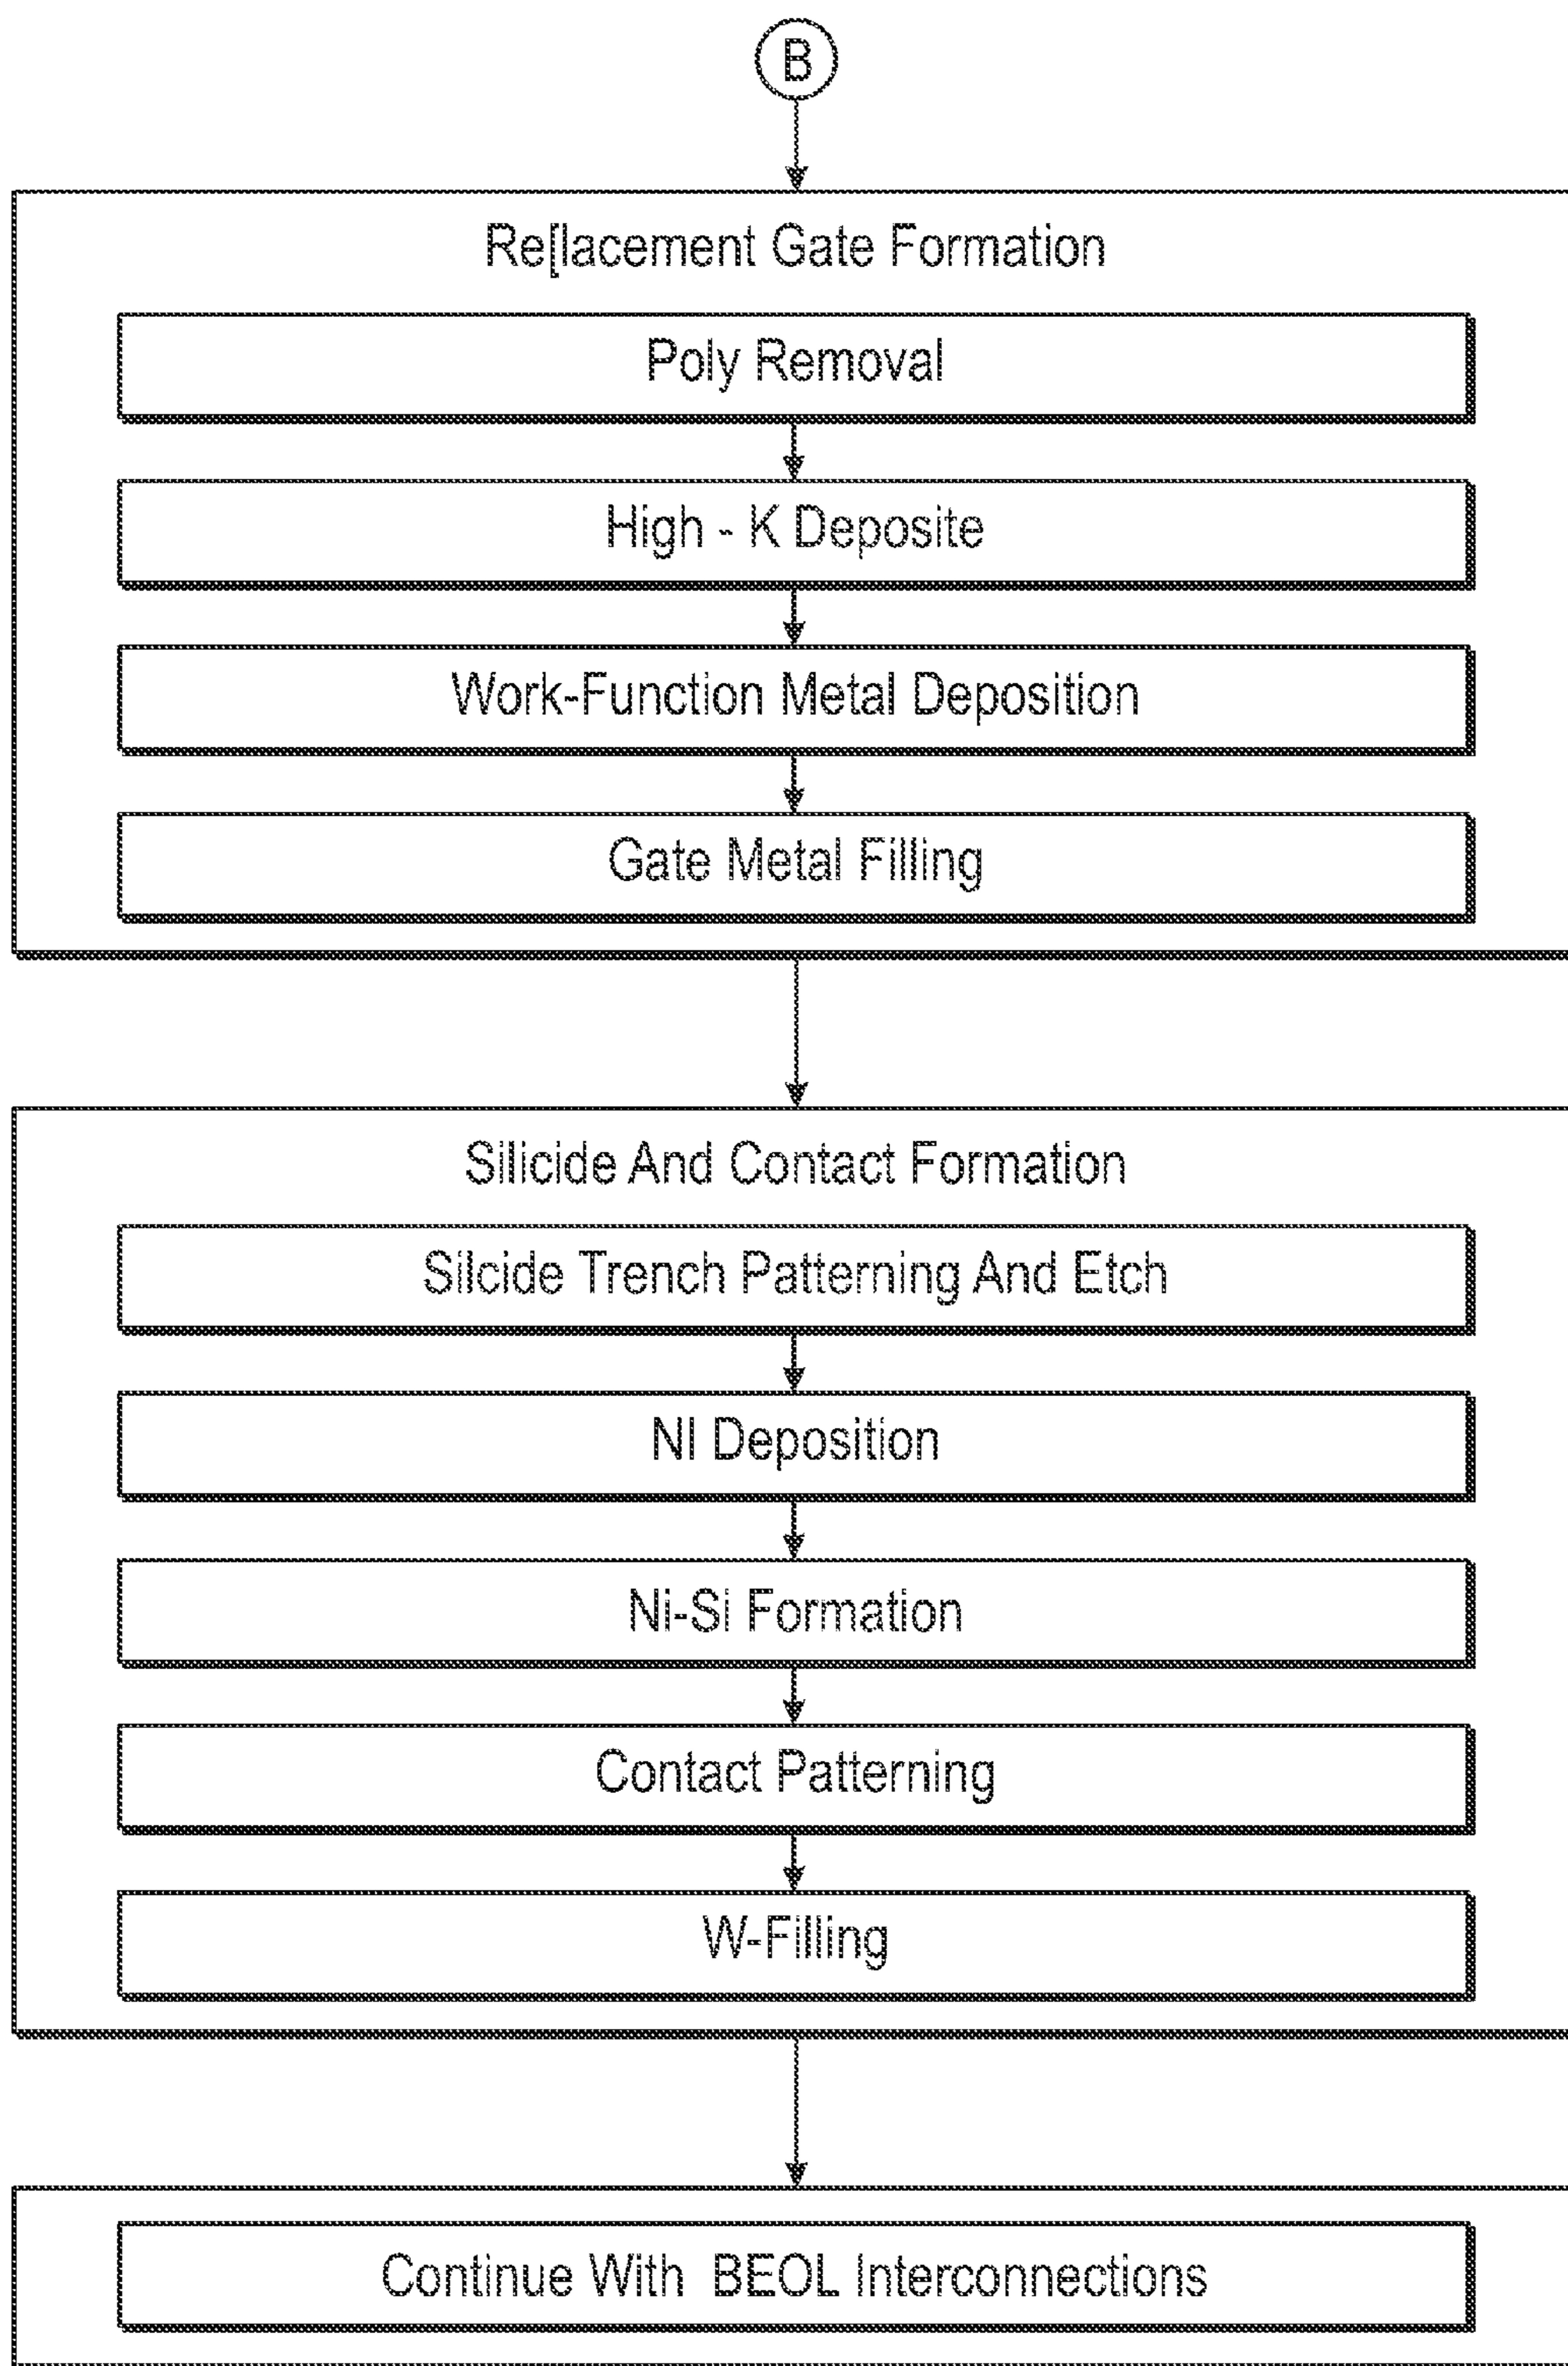 B
Re[lacement Gate Formation
Poly Removal
High - K Deposite
Work-Function Metal Deposition
Gate Metal Filling
Silicide And Contact Formation
Silcide Trench Patterning And Etch
NI Deposition
Ni-Si Formation
Contact Patterning
W-Filling
Continue With BEOL Interconnections